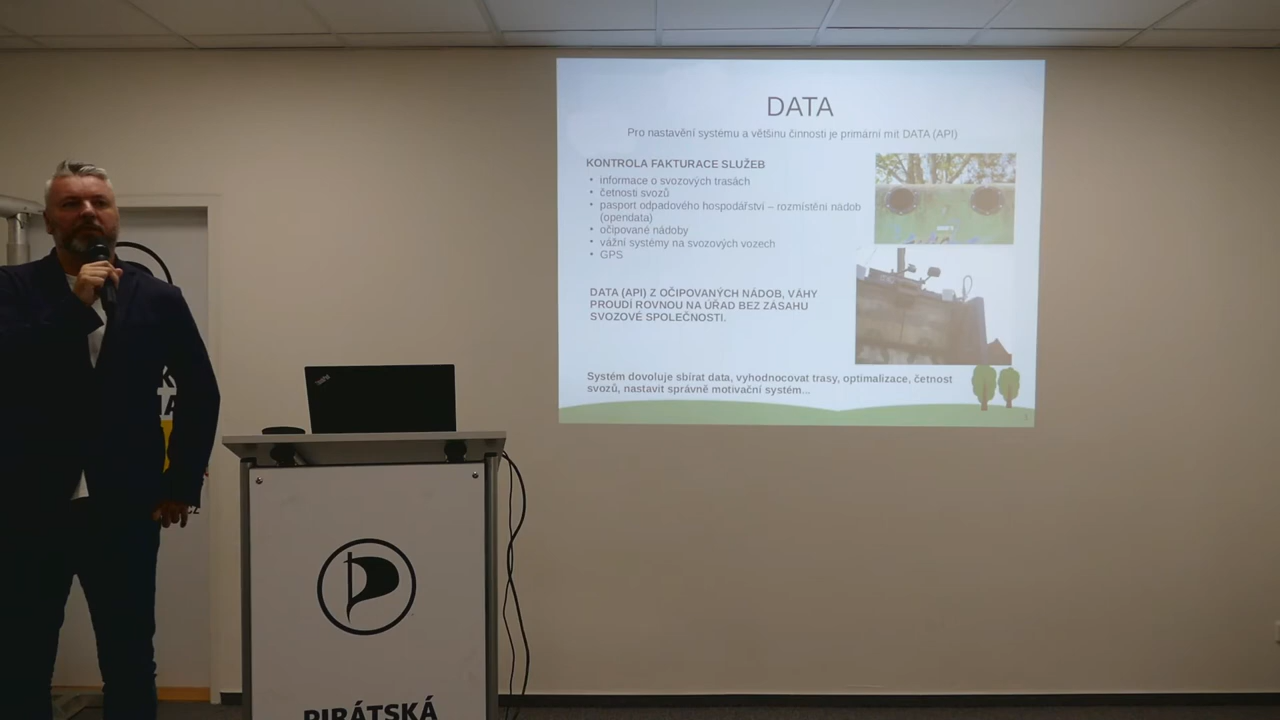 DATA
Pro nastavění systému a většinu činnosti je primární mít DATA (API)
KONTROLA FAKTURACE SLUŽEB
• informace o svozových trasách
• četnosti svozů
• pasport odpadového hospodářství – rozmístění nádob
(opendata)
• očipované nádoby
• vážní systémy na svozových vozech
• GPS
DATA (API) Z OČIPOVANÝCH NÁDOB, VÁHY
PROUDÍ ROVNOU NA ÚŘAD BEZ ZÁSAHU
SVOZOVÉ SPOLEČNOSTI.
Systém dovoluje sbírat data, vyhodnocovat trasy, optimalizace, četnost
svozů, nastavit správně motivační systém...
ThinkPad
PIRÁTSKÁ